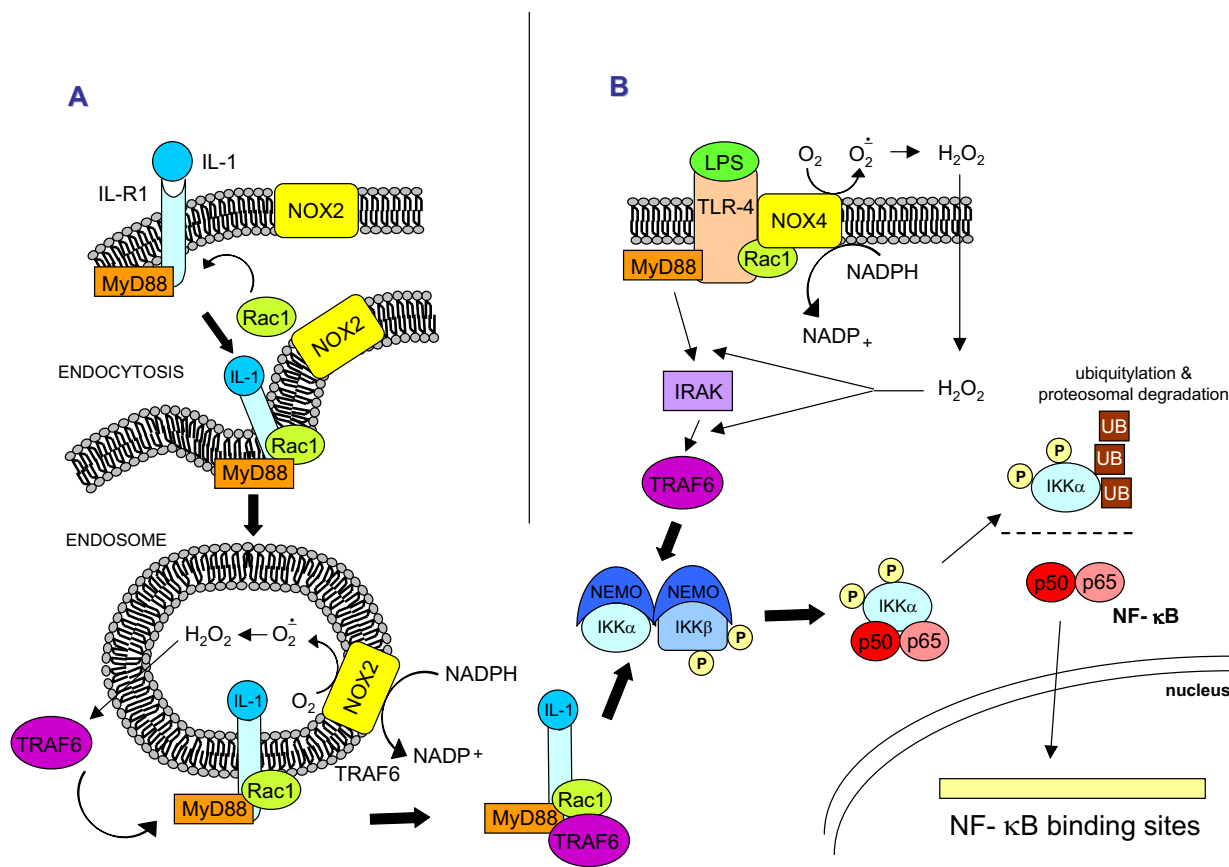 A
IL-1
IL-R1
NOX2
MyD88
Rac1
NOX2
ENDOCYTOSIS
IL-1
Rac1
MyD88
ENDOSOME
H2O2
O2∸
O2
NOX2
NADPH
NADP+
IL-1
TRAF6
TRAF6
Rac1
MyD88
IL-1
Rac1
MyD88
TRAF6
B
LPS
O2
O2∸
H2O2
TLR-4
NOX4
MyD88
Rac1
NADPH
NADP+
IRAK
H2O2
TRAF6
ubiquitylation &
proteosomal degradation
UB
UB
UB
P
P
IKKα
NEMO
NEMO
IKKα
IKKβ
P
P
P
P
IKKα
p50
p65
p50
p65
NF- κB
nucleus
NF- κB binding sites